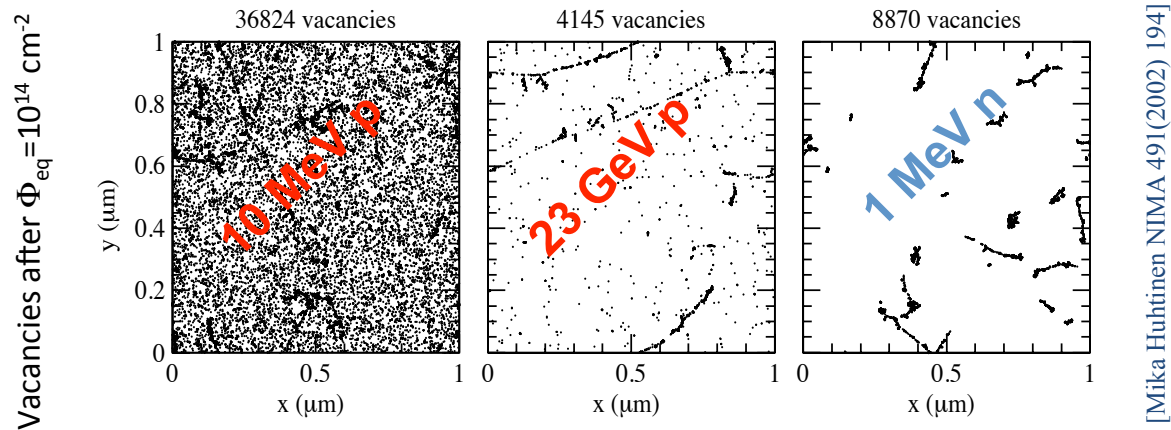 Vacancies after Φeq=10¹⁴ cm⁻²
36824 vacancies
4145 vacancies
8870 vacancies
1
0.8
0.6
0.4
0.2
0
y (μm)
10 MeV p
23 GeV p
1 MeV n
0
0.5
1
0
0.5
1
0
0.5
1
x (μm)
x (μm)
x (μm)
[Mika Huhtinen NIMA 491(2002) 194]